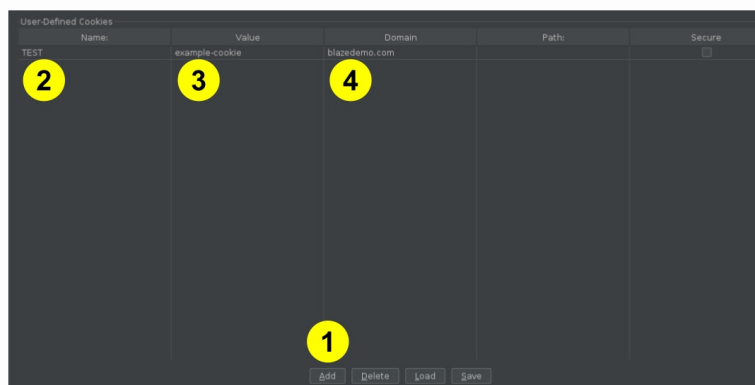 User-Defined Cookies
Name: Value Domain Path: Secure
TEST example-cookie blazedemo.com
2 3 4
1
Add Delete Load Save